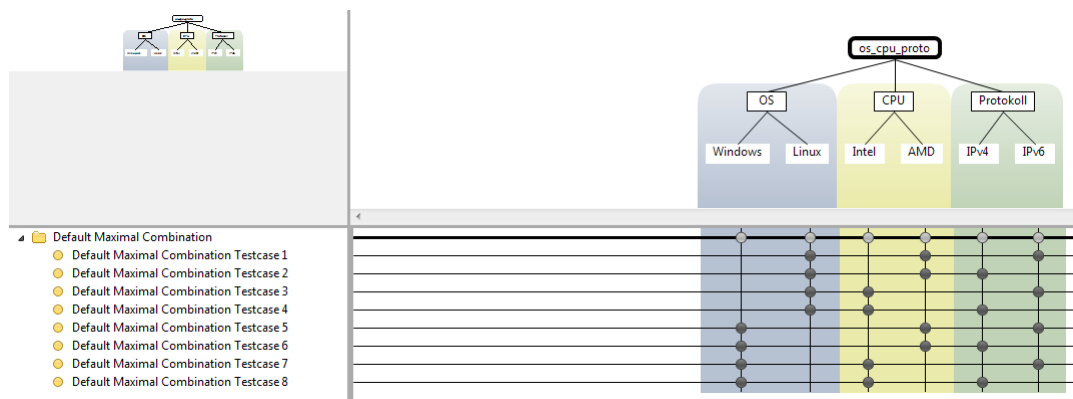 os_cpu_proto
OS CPU Protokoll
Windows Linux Intel AMD IPv4 IPv6
Default Maximal Combination
Default Maximal Combination Testcase 1
Default Maximal Combination Testcase 2
Default Maximal Combination Testcase 3
Default Maximal Combination Testcase 4
Default Maximal Combination Testcase 5
Default Maximal Combination Testcase 6
Default Maximal Combination Testcase 7
Default Maximal Combination Testcase 8